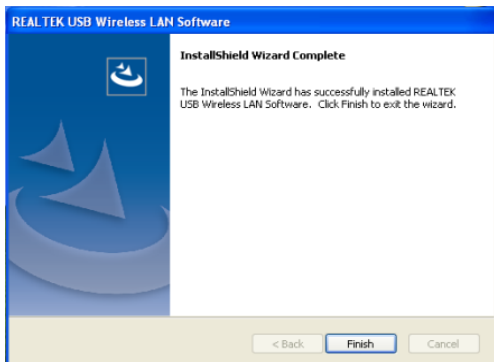 REALTEK USB Wireless LAN Software
InstallShield Wizard Complete
The InstallShield Wizard has successfully installed REALTEK
USB Wireless LAN Software. Click Finish to exit the wizard.
< Back
Finish
Cancel